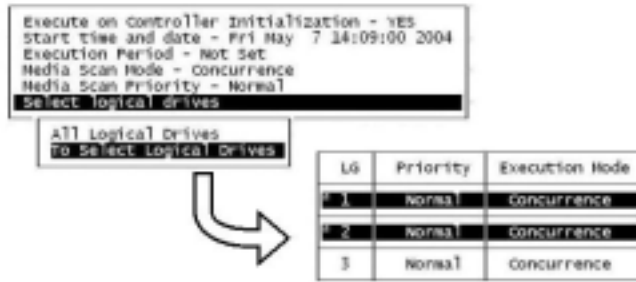 Execute on Controller Initialization - YES
Start time and date - Fri May 7 14:09:00 2004
Execution Period - Not Set
Media Scan Mode - Concurrence
Media Scan Priority - Normal
Select logical drives
All Logical Drives
To Select Logical Drives
LG Priority Execution Mode
* 1 Normal Concurrence
* 2 Normal Concurrence
3 Normal Concurrence